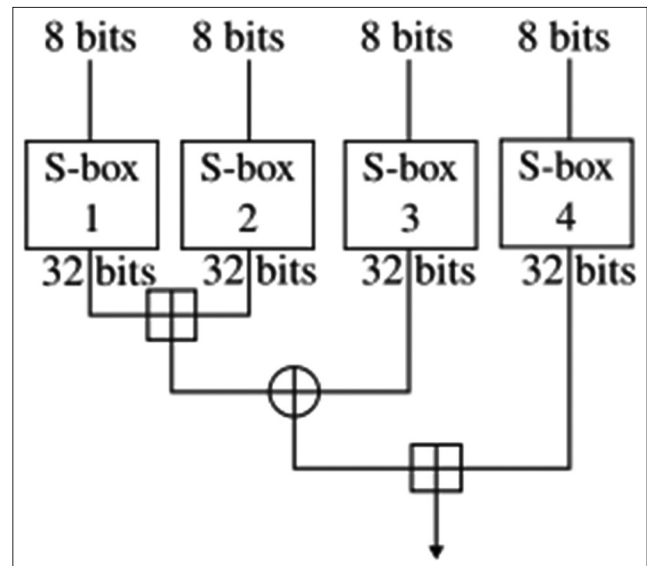 8 bits 8 bits 8 bits 8 bits
S-box S-box S-box S-box
1 2 3 4
32 bits 32 bits 32 bits 32 bits